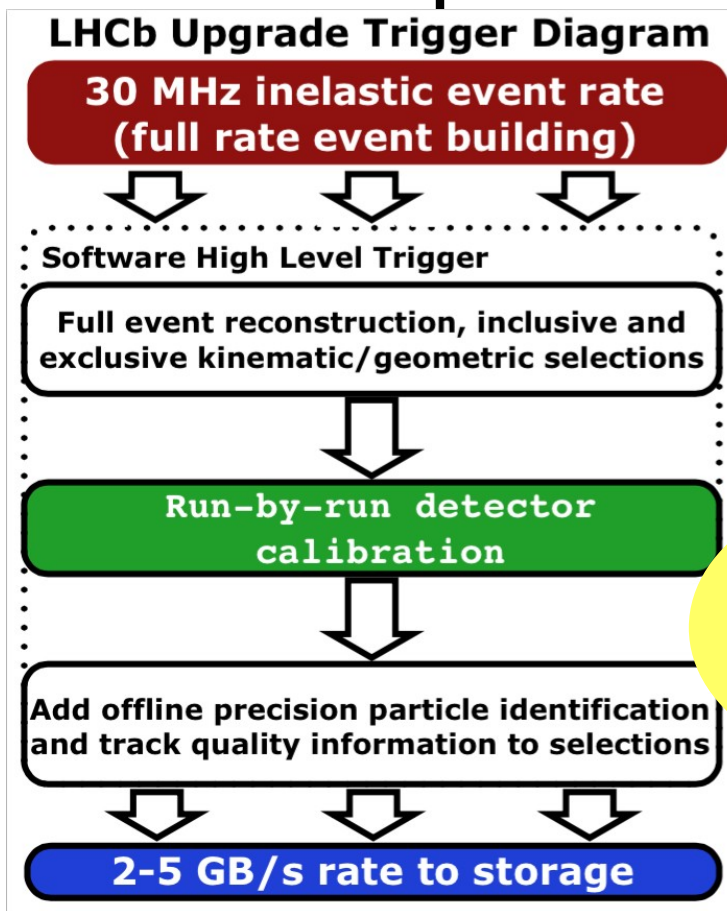 LHCb Upgrade Trigger Diagram
30 MHz inelastic event rate
(full rate event building)
Software High Level Trigger
Full event reconstruction, inclusive and
exclusive kinematic/geometric selections
Run-by-run detector
calibration
Add offline precision particle identification
and track quality information to selections
2-5 GB/s rate to storage